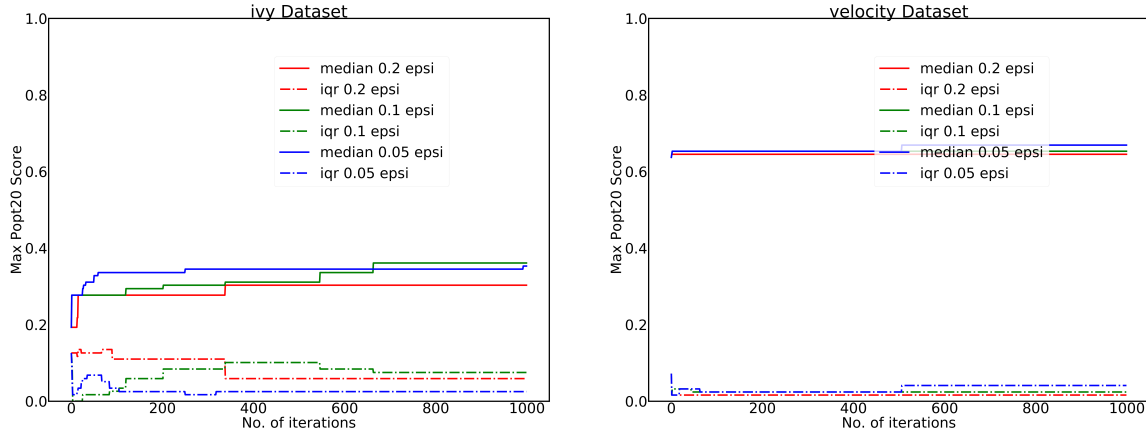 ivy Dataset
1.0
0.8
0.6
0.4
0.2
0.0
Max Popt20 Score
median 0.2 epsi
iqr 0.2 epsi
median 0.1 epsi
iqr 0.1 epsi
median 0.05 epsi
iqr 0.05 epsi
0 200 400 600 800 1000
No. of iterations
velocity Dataset
1.0
0.8
0.6
0.4
0.2
0.0
Max Popt20 Score
median 0.2 epsi
iqr 0.2 epsi
median 0.1 epsi
iqr 0.1 epsi
median 0.05 epsi
iqr 0.05 epsi
0 200 400 600 800 1000
No. of iterations